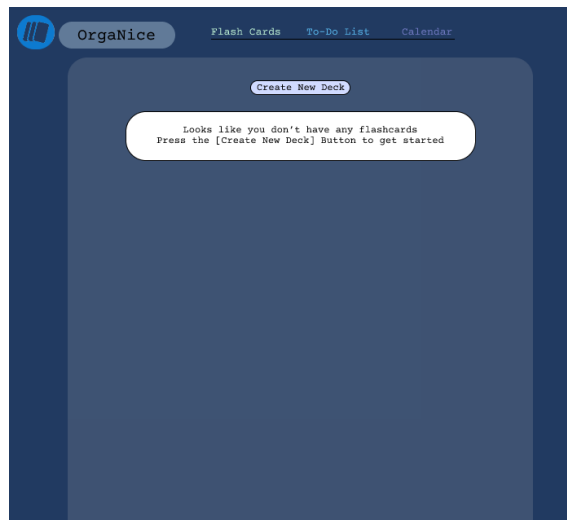 OrgaNice
Flash Cards To-Do List Calendar
Create New Deck
Looks like you don't have any flashcards
Press the [Create New Deck] Button to get started